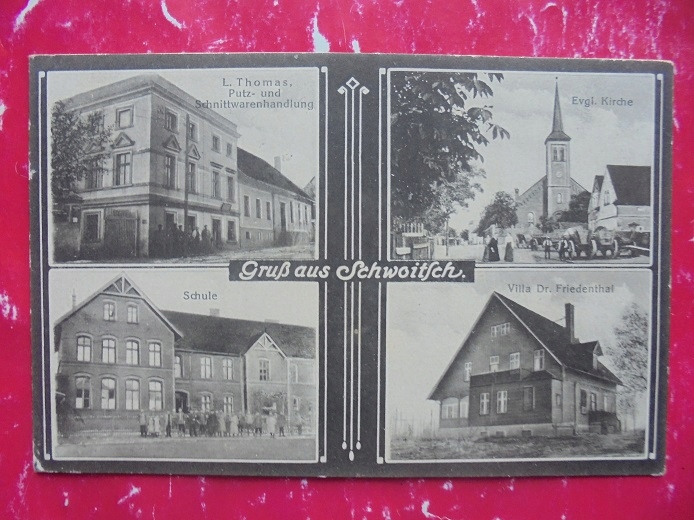 L. Thomas,
Putz- und
Schnittwarenhandlung
Evgl. Kirche
Gruß aus Schwoitsch.
Schule
Villa Dr. Friedenthal